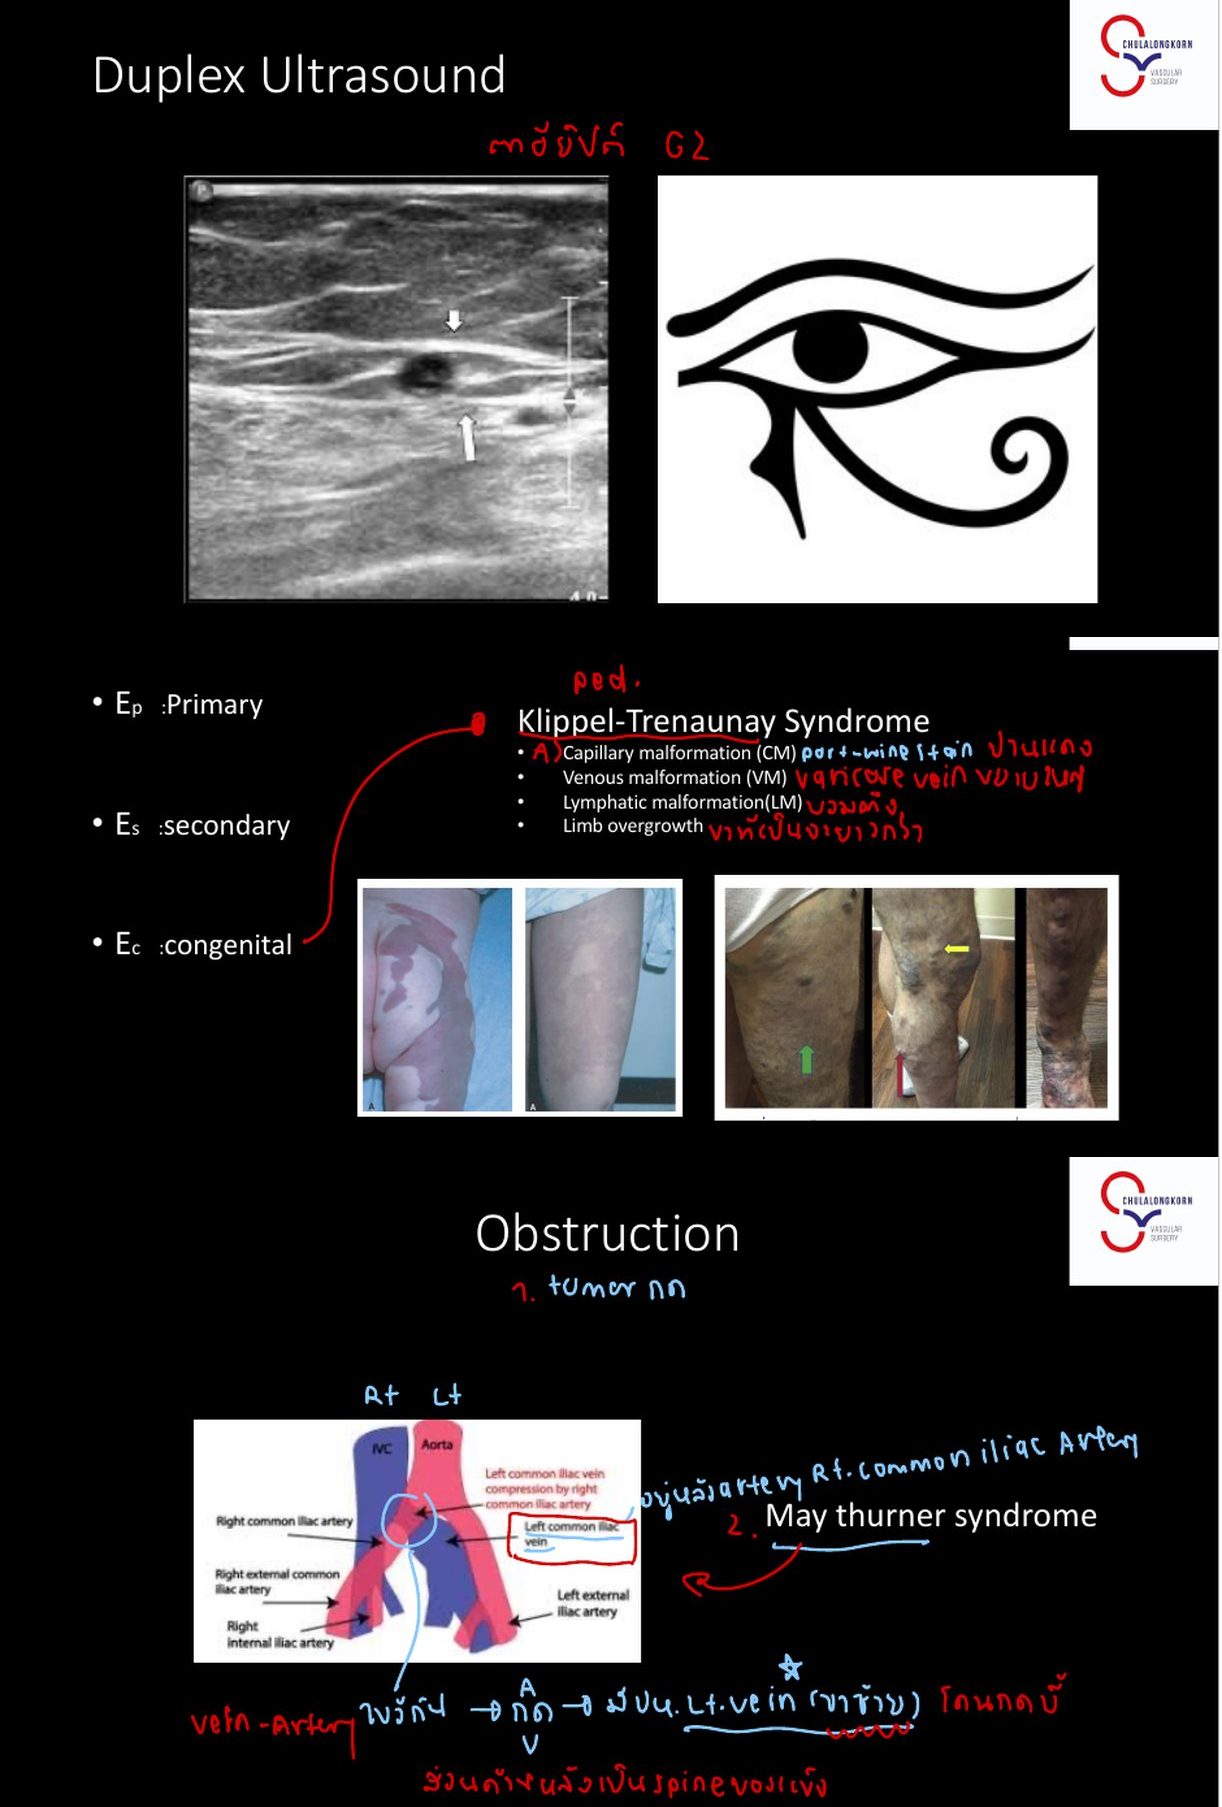 Duplex Ultrasound
CHULALONGKORN
VASCULAR
SURGERY
ตาอียิปต์ G2
4.0
• Ep :Primary
• Es :secondary
• Ec :congenital
ped.
Klippel-Trenaunay Syndrome
• A) Capillary malformation (CM) port-wine stain ปานแดง
• Venous malformation (VM) varicose vein ขยายใหญ่
• Lymphatic malformation(LM) บวมตึง
• Limb overgrowth ขาที่เป็นจะยาวกว่า
A
A
CHULALONGKORN
VASCULAR
SURGERY
Obstruction
1. tumor กด
Rt Lt
IVC
Aorta
Left common iliac vein
compression by right
common iliac artery
Right common iliac artery
Left common iliac
vein
Right external common
iliac artery
Left external
iliac artery
Right
internal iliac artery
อยู่หลัง artery Rt. common iliac Artery
2. May thurner syndrome
vein - Artery ไขว้กัน → กด → มีปห. Lt. vein (ขาซ้าย) โดนกดบี้
A
V
ส่วนด้านหลังเป็น spine ของแข็ง